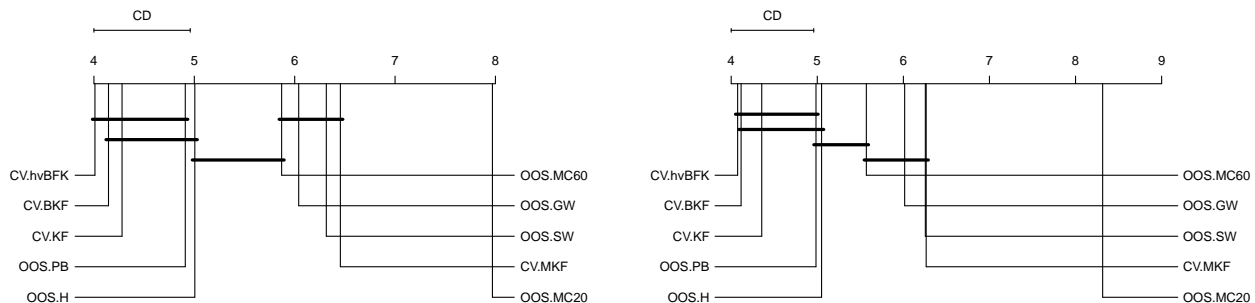 CD
4 5 6 7 8
CV.hvBFK
CV.BKF
CV.KF
OOS.PB
OOS.H
OOS.MC60
OOS.GW
OOS.SW
CV.MKF
OOS.MC20
CD
4 5 6 7 8 9
CV.hvBFK
CV.BKF
CV.KF
OOS.PB
OOS.H
OOS.MC60
OOS.GW
OOS.SW
CV.MKF
OOS.MC20